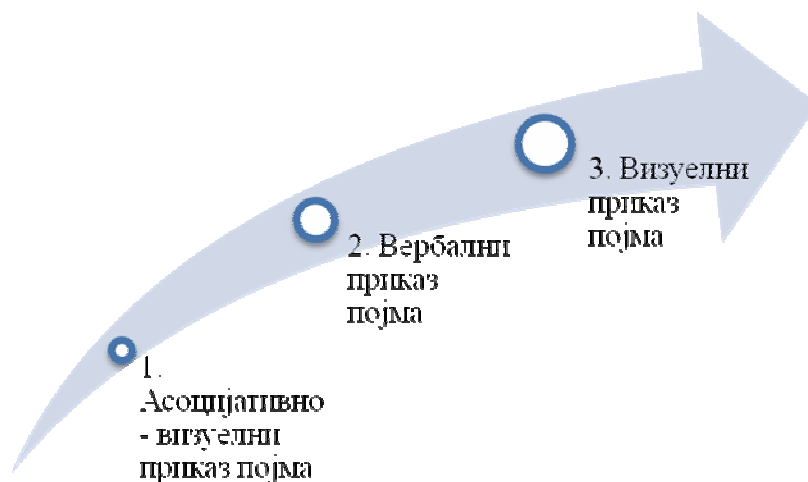 1.
Асоцијативно
- визуелни
приказ појма
2. Вербални
приказ
појма
3. Визуелни
приказ
појма